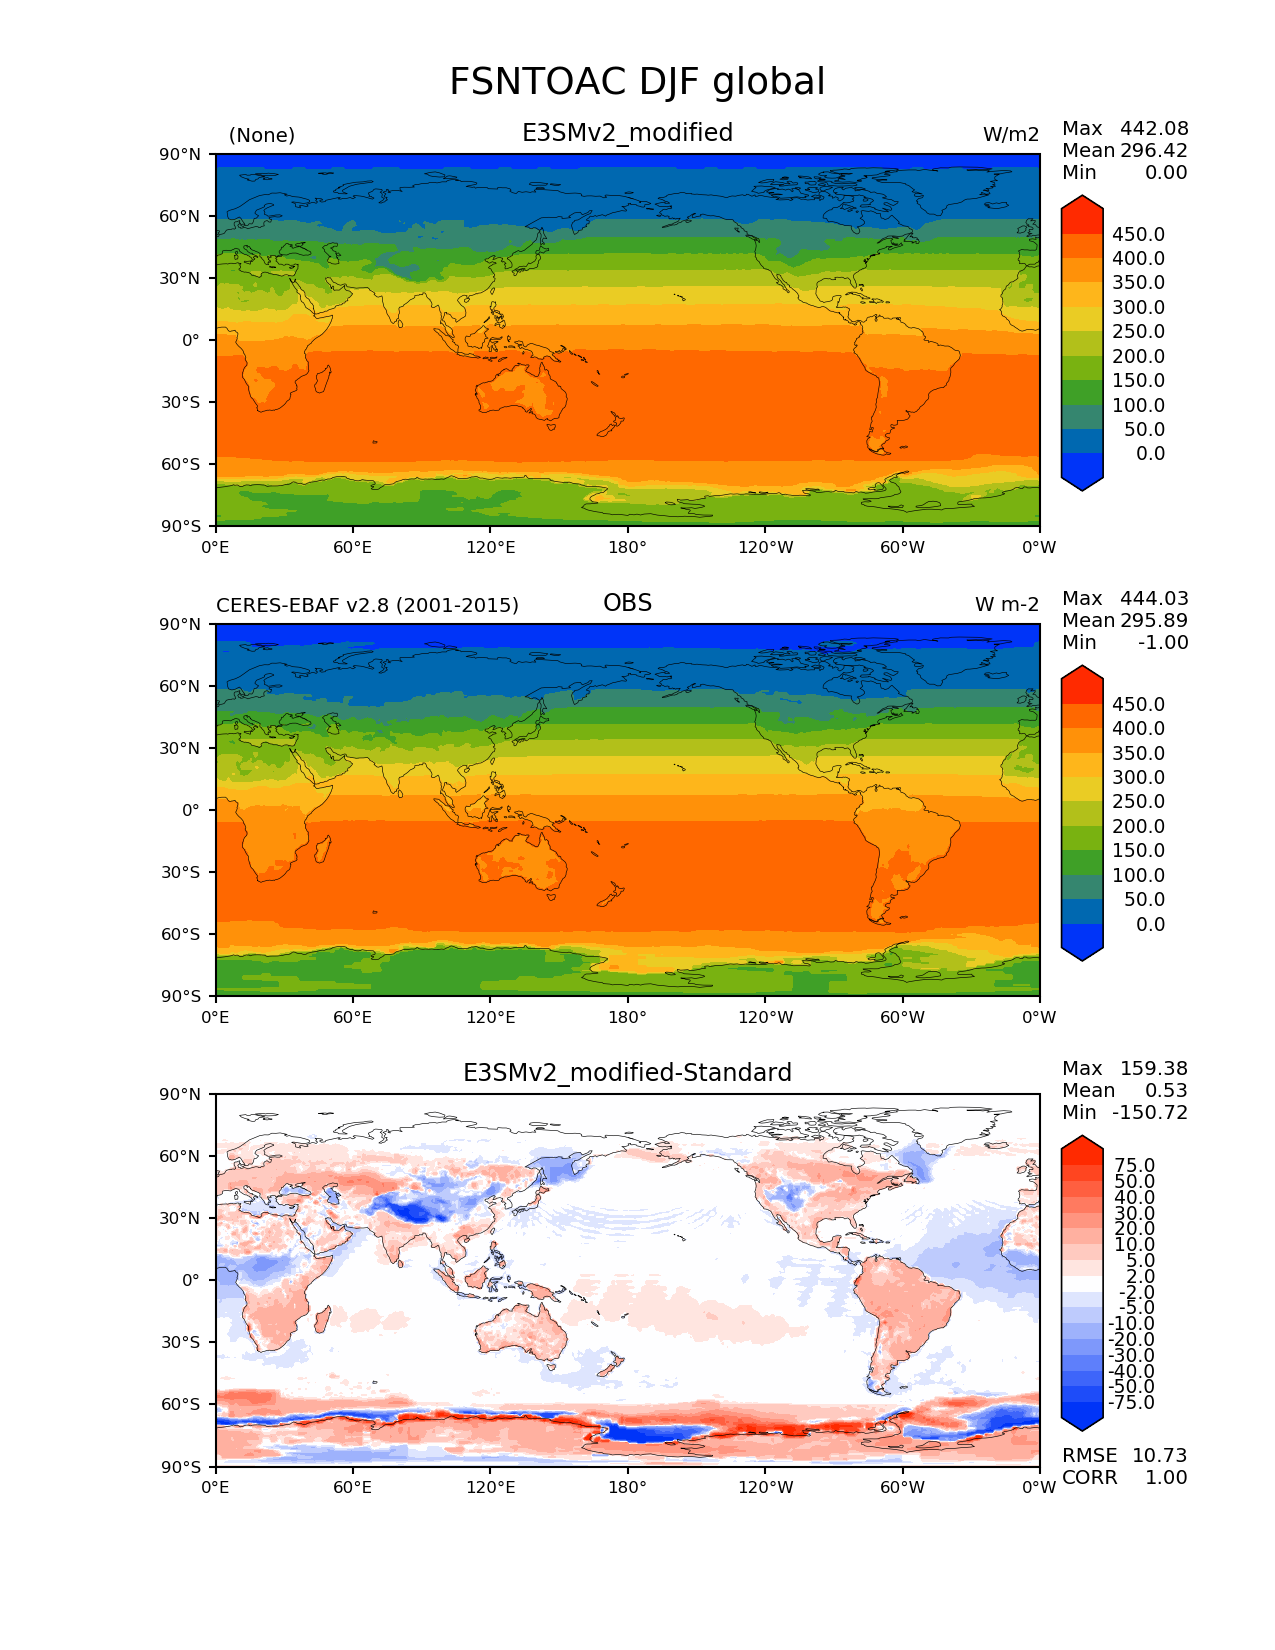 FSNTOAC DJF global
(None) E3SMv2_modified W/m2
Max 442.08
Mean 296.42
Min 0.00
90°N
60°N
30°N
0°
30°S
60°S
90°S
0°E 60°E 120°E 180° 120°W 60°W 0°W
450.0
400.0
350.0
300.0
250.0
200.0
150.0
100.0
50.0
0.0
CERES-EBAF v2.8 (2001-2015) OBS W m-2
Max 444.03
Mean 295.89
Min -1.00
90°N
60°N
30°N
0°
30°S
60°S
90°S
0°E 60°E 120°E 180° 120°W 60°W 0°W
450.0
400.0
350.0
300.0
250.0
200.0
150.0
100.0
50.0
0.0
E3SMv2_modified-Standard
Max 159.38
Mean 0.53
Min -150.72
90°N
60°N
30°N
0°
30°S
60°S
90°S
0°E 60°E 120°E 180° 120°W 60°W 0°W
75.0
50.0
40.0
30.0
20.0
10.0
5.0
2.0
-2.0
-5.0
-10.0
-20.0
-30.0
-40.0
-50.0
-75.0
RMSE 10.73
CORR 1.00